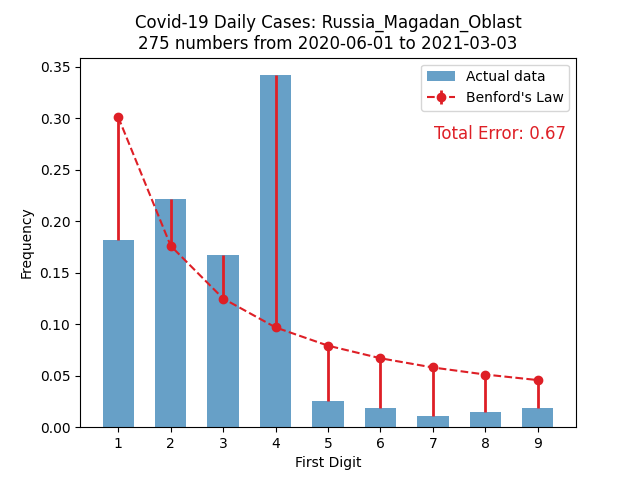 Covid-19 Daily Cases: Russia_Magadan_Oblast
275 numbers from 2020-06-01 to 2021-03-03
Actual data
Benford's Law
Total Error: 0.67
Frequency
0.35
0.30
0.25
0.20
0.15
0.10
0.05
0.00
1 2 3 4 5 6 7 8 9
First Digit